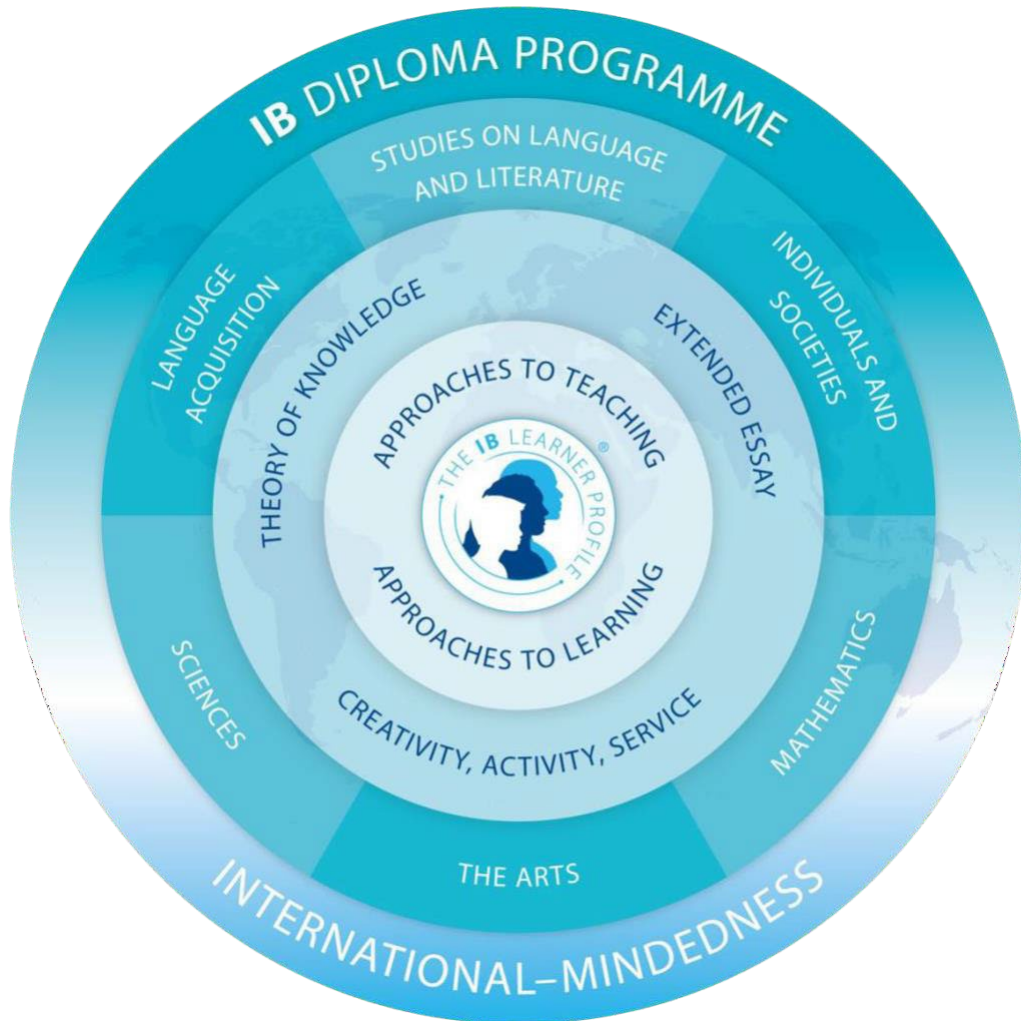 IB DIPLOMA PROGRAMME
STUDIES ON LANGUAGE
AND LITERATURE
LANGUAGE
ACQUISITION
INDIVIDUALS AND
SOCIETIES
THEORY OF KNOWLEDGE
EXTENDED ESSAY
APPROACHES TO TEACHING
THE IB LEARNER PROFILE®
APPROACHES TO LEARNING
CREATIVITY, ACTIVITY, SERVICE
SCIENCES
MATHEMATICS
THE ARTS
INTERNATIONAL–MINDEDNESS